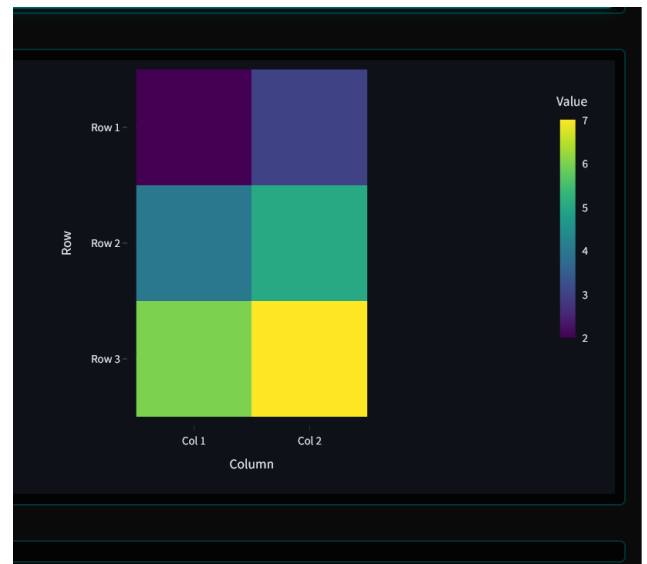 Value
7
Row 1
6
5
Row
Row 2
4
3
2
Row 3
Col 1
Col 2
Column